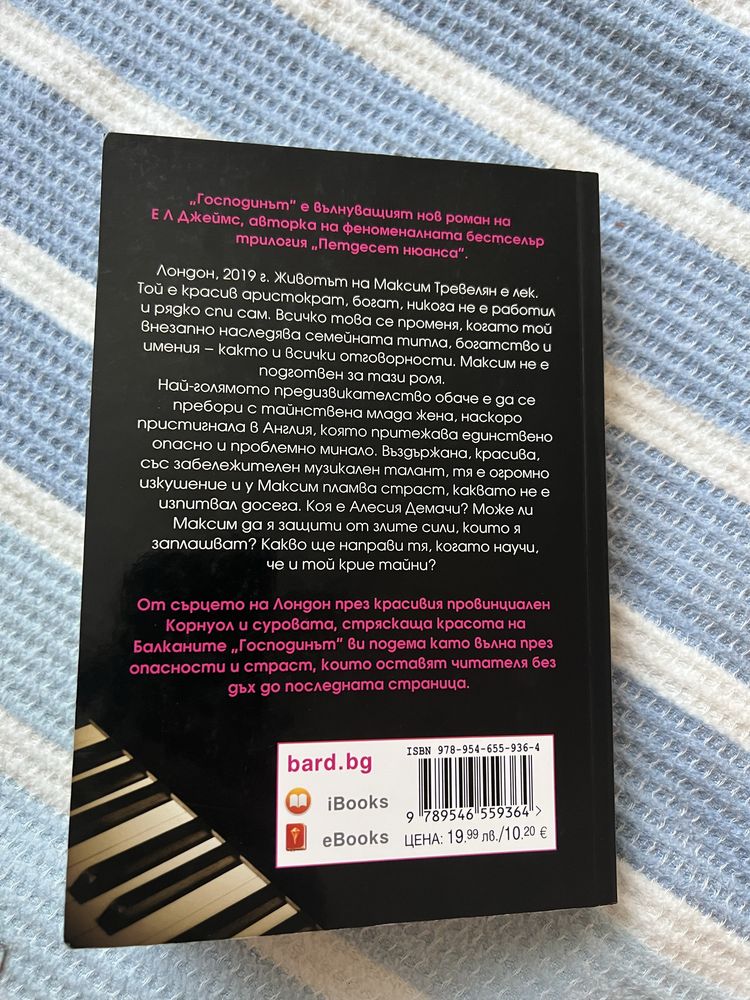 „Господинът“ е вълнуващият нов роман на
Е Л Джеймс, авторка на феноменалната бестселър
трилогия „Петдесет нюанса“.
Лондон, 2019 г. Животът на Максим Тревелян е лек.
Той е красив аристократ, богат, никога не е работил
и рядко спи сам. Всичко това се променя, когато той
внезапно наследява семейната титла, богатство и
имения – както и всички отговорности. Максим не е
подготвен за тази роля.
Най-голямото предизвикателство обаче е да се
пребори с тайнствена млада жена, наскоро
пристигнала в Англия, която притежава единствено
опасно и проблемно минало. Въздържана, красива,
със забележителен музикален талант, тя е огромно
изкушение и у Максим пламва страст, каквато не е
изпитвал досега. Коя е Алесия Демачи? Може ли
Максим да я защити от злите сили, които я
заплашват? Какво ще направи тя, когато научи,
че и той крие тайни?
От сърцето на Лондон през красивия провинциален
Корнуол и суровата, стряскаща красота на
Балканите „Господинът“ ви подема като вълна през
опасности и страст, които оставят читателя без
дъх до последната страница.
bard.bg
iBooks
eBooks
ISBN 978-954-655-936-4
9 789546 559364 >
ЦЕНА: 19.99 лв./10.20 €